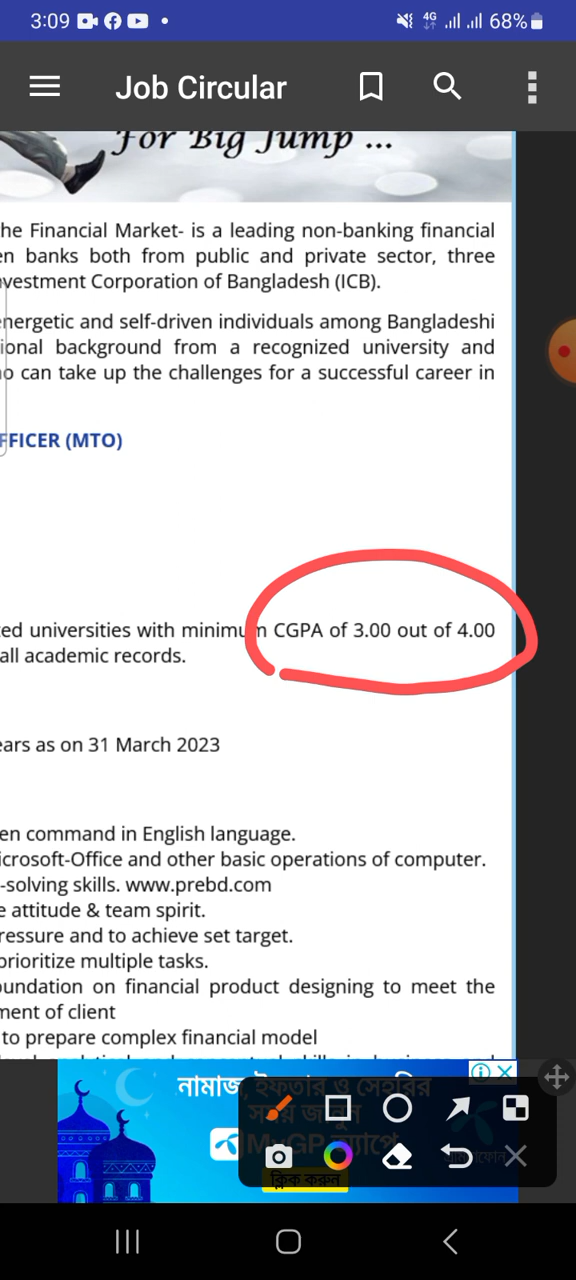 3:09
4G
68%
Job Circular
For Big Jump ...
he Financial Market- is a leading non-banking financial
en banks both from public and private sector, three
nvestment Corporation of Bangladesh (ICB).
energetic and self-driven individuals among Bangladeshi
ional background from a recognized university and
o can take up the challenges for a successful career in
FFICER (MTO)
ted universities with minimum CGPA of 3.00 out of 4.00
all academic records.
ears as on 31 March 2023
en command in English language.
icrosoft-Office and other basic operations of computer.
-solving skills. www.prebd.com
e attitude & team spirit.
ressure and to achieve set target.
prioritize multiple tasks.
oundation on financial product designing to meet the
ment of client
to prepare complex financial model
নামাজ, ইফতার ও সেহরির
সময় জানুন
MyGP অ্যাপে
ক্লিক করুন